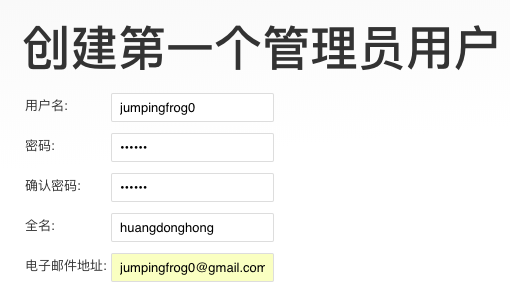 创建第一个管理员用户
用户名: jumpingfrog0
密码: ••••••
确认密码: ••••••
全名: huangdonghong
电子邮件地址: jumpingfrog0@gmail.com